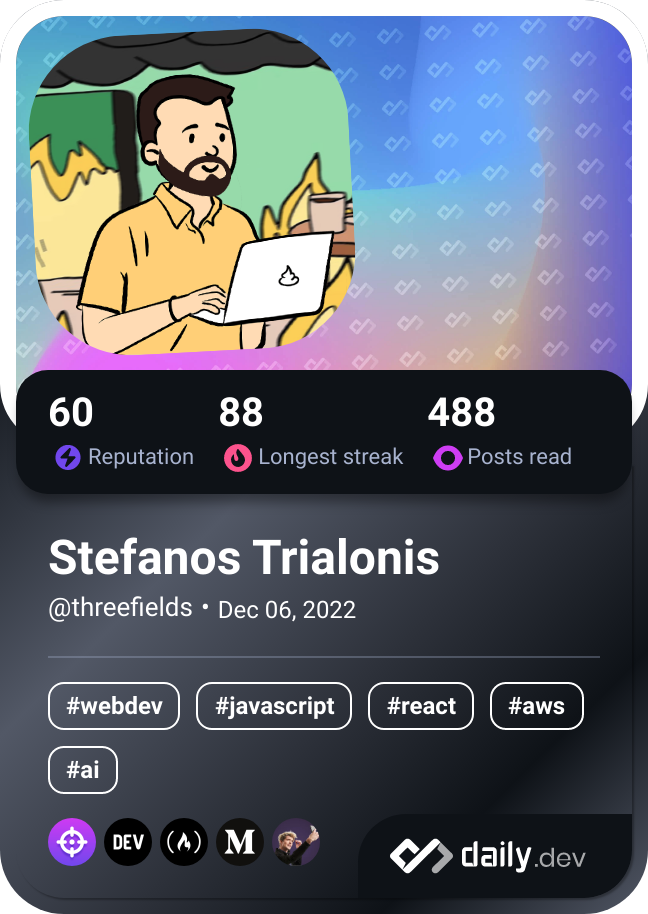 60 88 488
Reputation Longest streak Posts read
Stefanos Trialonis
@threefields • Dec 06, 2022
#webdev #javascript #react #aws
#ai
DEV M daily.dev